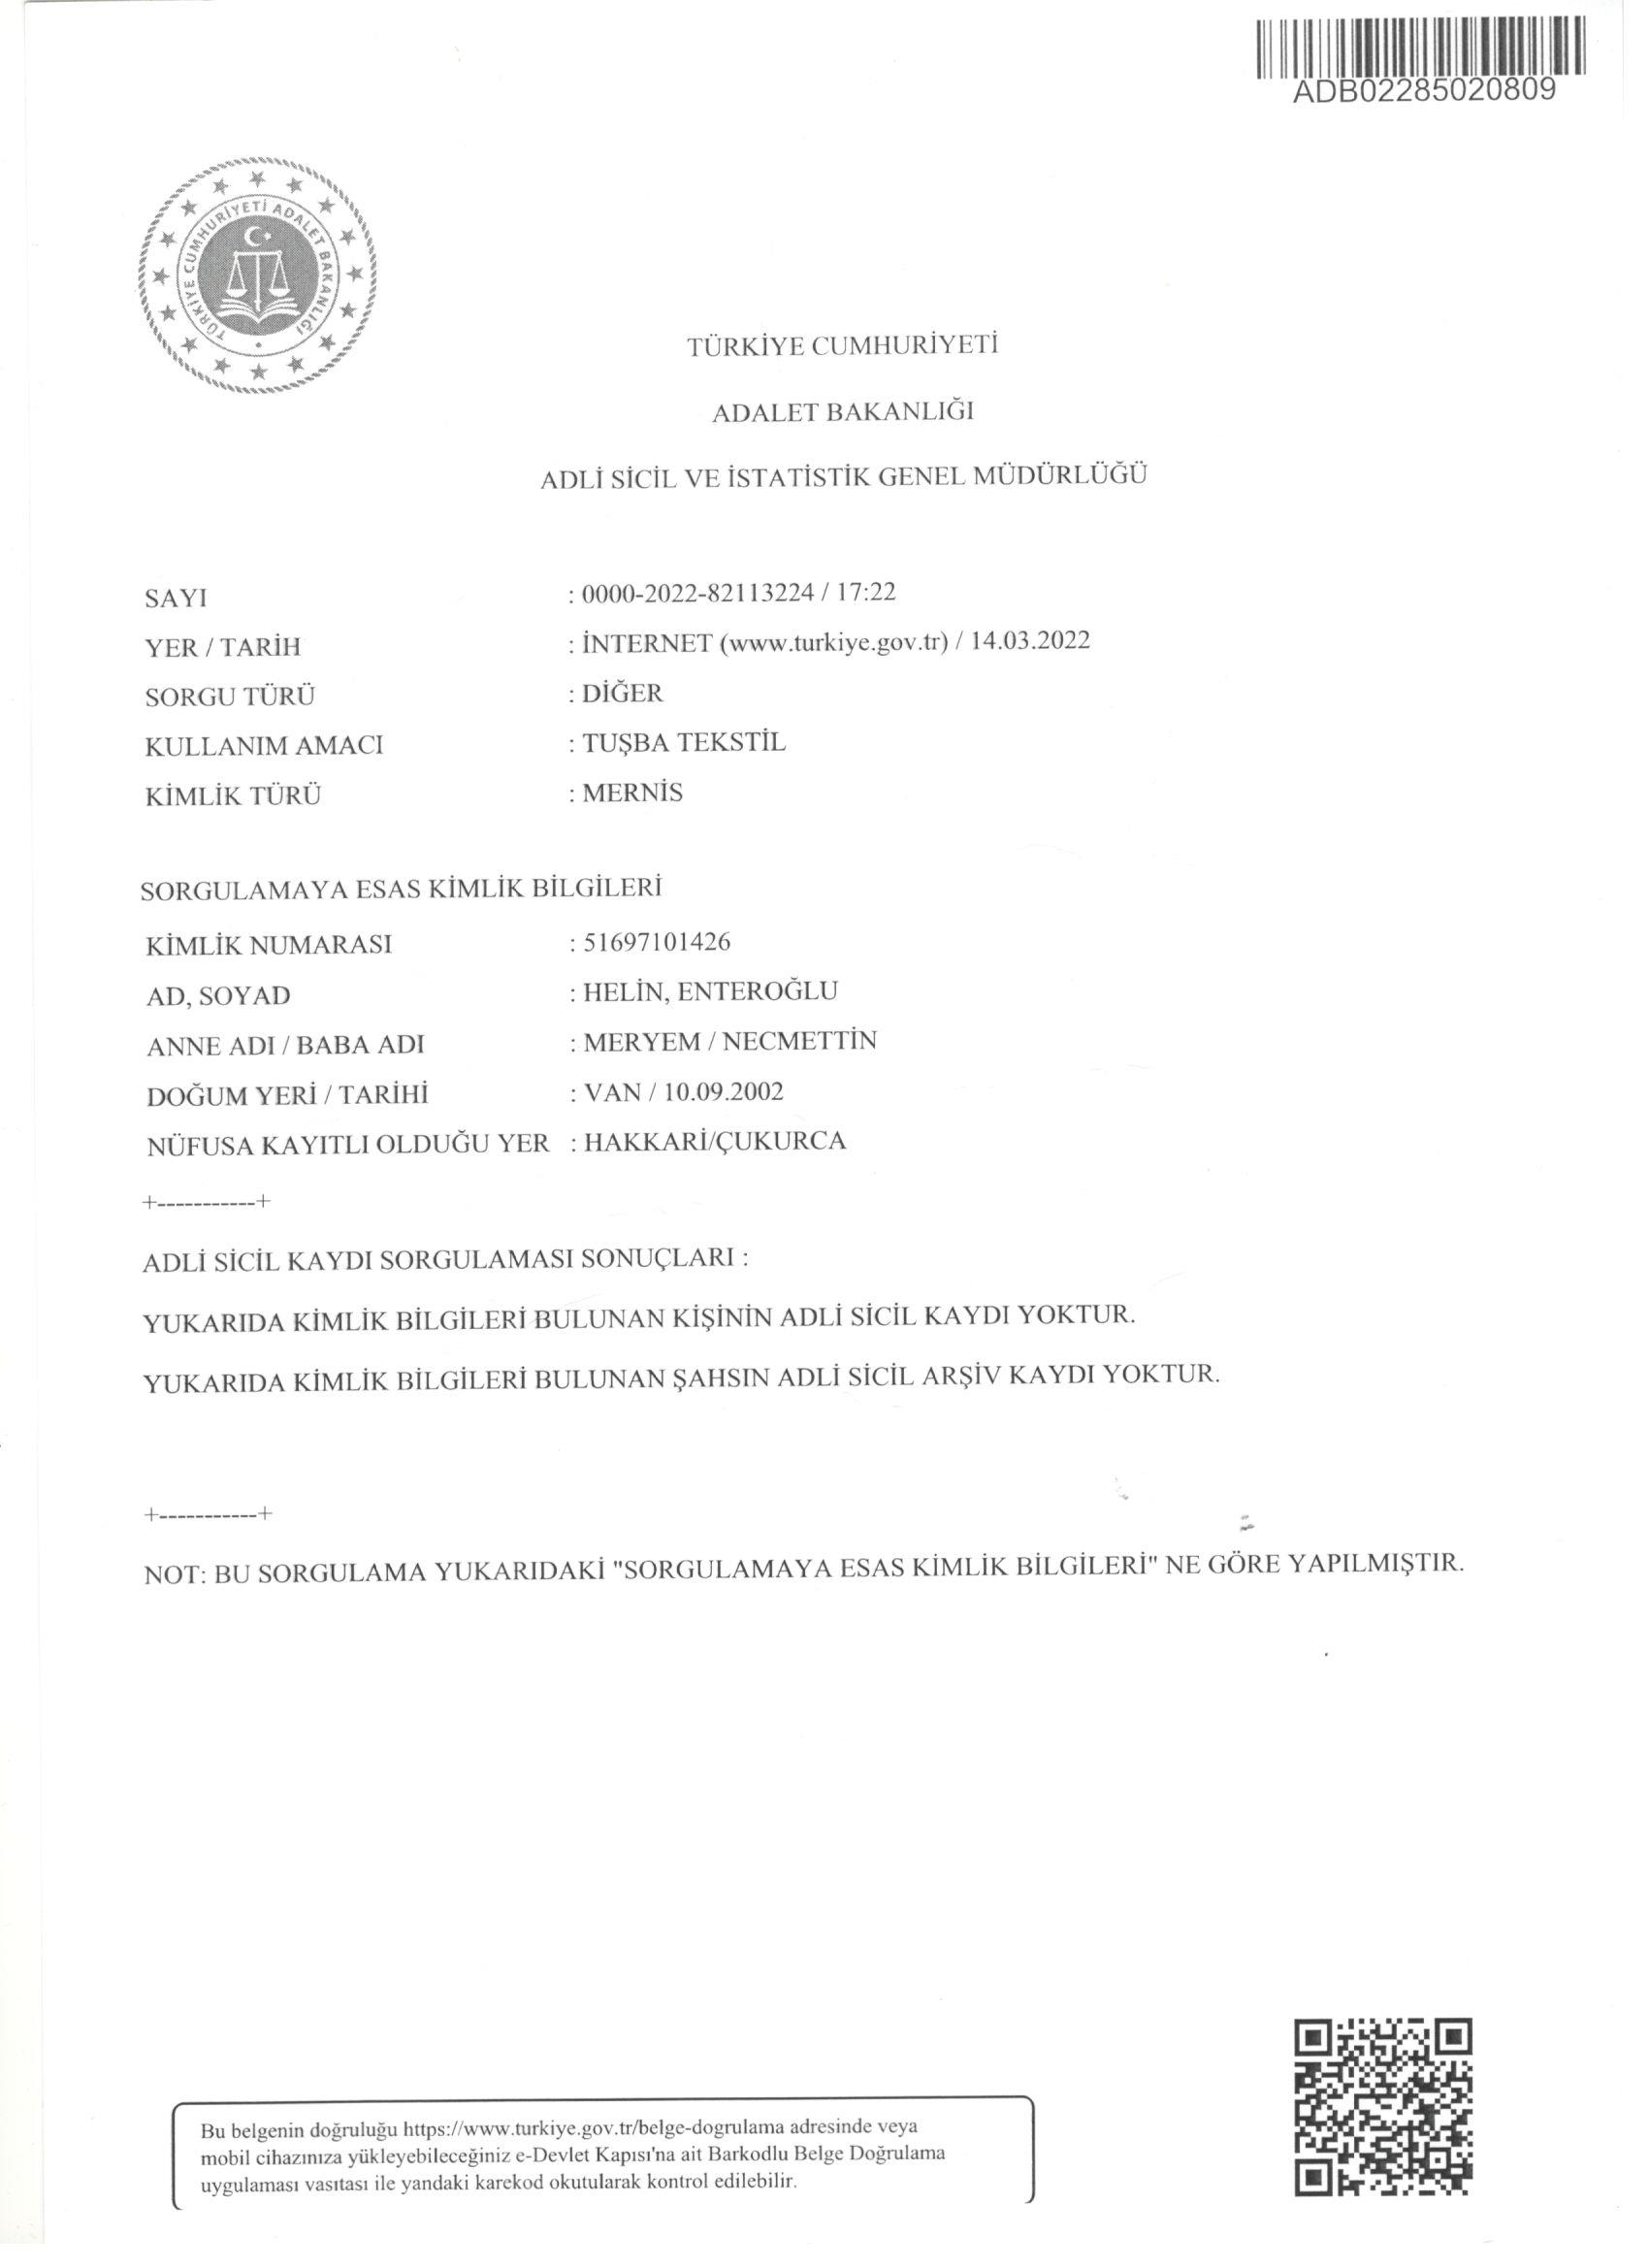 ADB02285020809
TÜRKİYE CUMHURİYETİ ADALET BAKANLIĞI
TÜRKİYE CUMHURİYETİ
ADALET BAKANLIĞI
ADLİ SİCİL VE İSTATİSTİK GENEL MÜDÜRLÜĞÜ
SAYI : 0000-2022-82113224 / 17:22
YER / TARİH : İNTERNET (www.turkiye.gov.tr) / 14.03.2022
SORGU TÜRÜ : DİĞER
KULLANIM AMACI : TUŞBA TEKSTİL
KİMLİK TÜRÜ : MERNİS
SORGULAMAYA ESAS KİMLİK BİLGİLERİ
KİMLİK NUMARASI : 51697101426
AD, SOYAD : HELİN, ENTEROĞLU
ANNE ADI / BABA ADI : MERYEM / NECMETTİN
DOĞUM YERİ / TARİHİ : VAN / 10.09.2002
NÜFUSA KAYITLI OLDUĞU YER : HAKKARİ/ÇUKURCA
+-----------+
ADLİ SİCİL KAYDI SORGULAMASI SONUÇLARI :
YUKARIDA KİMLİK BİLGİLERİ BULUNAN KİŞİNİN ADLİ SİCİL KAYDI YOKTUR.
YUKARIDA KİMLİK BİLGİLERİ BULUNAN ŞAHSIN ADLİ SİCİL ARŞİV KAYDI YOKTUR.
+-----------+
NOT: BU SORGULAMA YUKARIDAKİ "SORGULAMAYA ESAS KİMLİK BİLGİLERİ" NE GÖRE YAPILMIŞTIR.
Bu belgenin doğruluğu https://www.turkiye.gov.tr/belge-dogrulama adresinde veya
mobil cihazınıza yükleyebileceğiniz e-Devlet Kapısı'na ait Barkodlu Belge Doğrulama
uygulaması vasıtası ile yandaki karekod okutularak kontrol edilebilir.